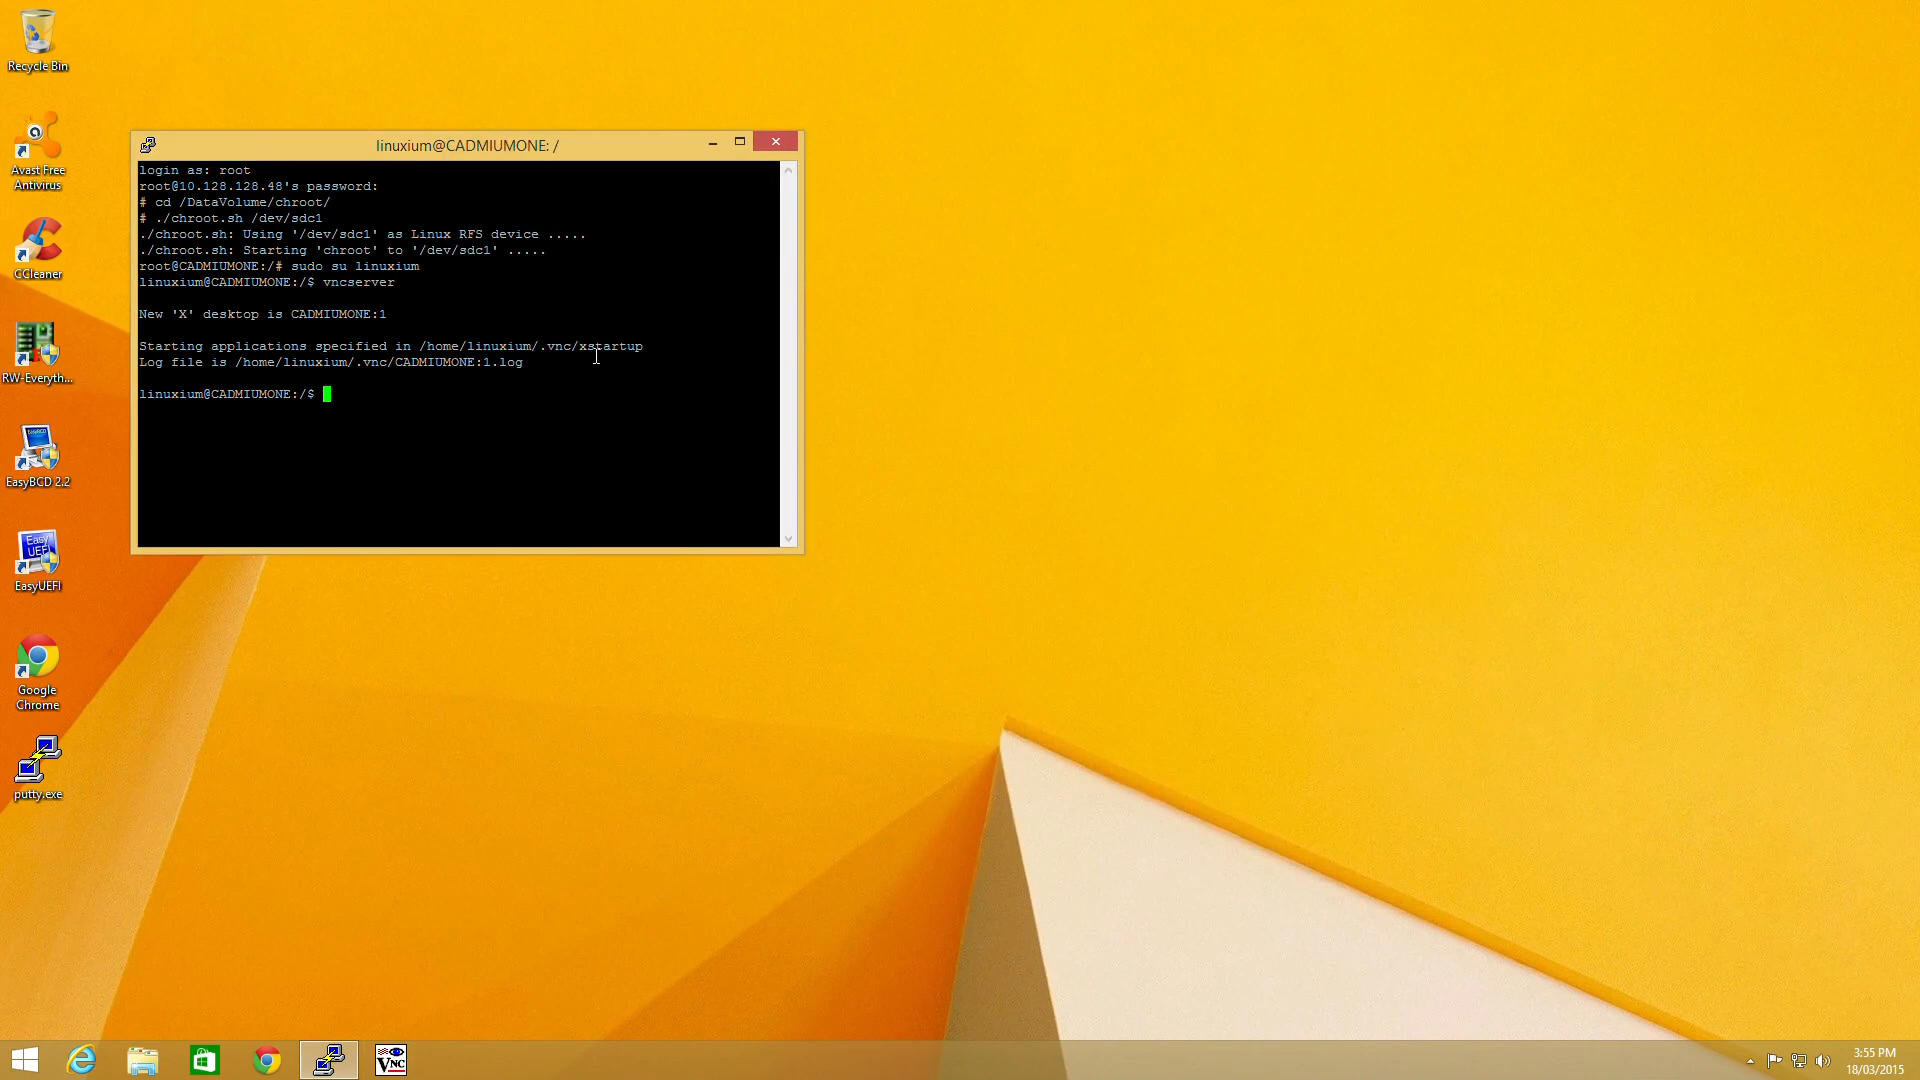 Recycle Bin
Avast Free
Antivirus
CCleaner
RW-Everyth...
EasyBCD 2.2
Easy
UEFI
EasyUEFI
Google
Chrome
putty.exe
linuxium@CADMIUMONE: /
login as: root
root@10.128.128.48's password:
# cd /DataVolume/chroot/
# ./chroot.sh /dev/sdc1
./chroot.sh: Using '/dev/sdc1' as Linux RFS device .....
./chroot.sh: Starting 'chroot' to '/dev/sdc1' .....
root@CADMIUMONE:/# sudo su linuxium
linuxium@CADMIUMONE:/$ vncserver
New 'X' desktop is CADMIUMONE:1
Starting applications specified in /home/linuxium/.vnc/xstartup
Log file is /home/linuxium/.vnc/CADMIUMONE:1.log
linuxium@CADMIUMONE:/$
VNC
3:55 PM
18/03/2015